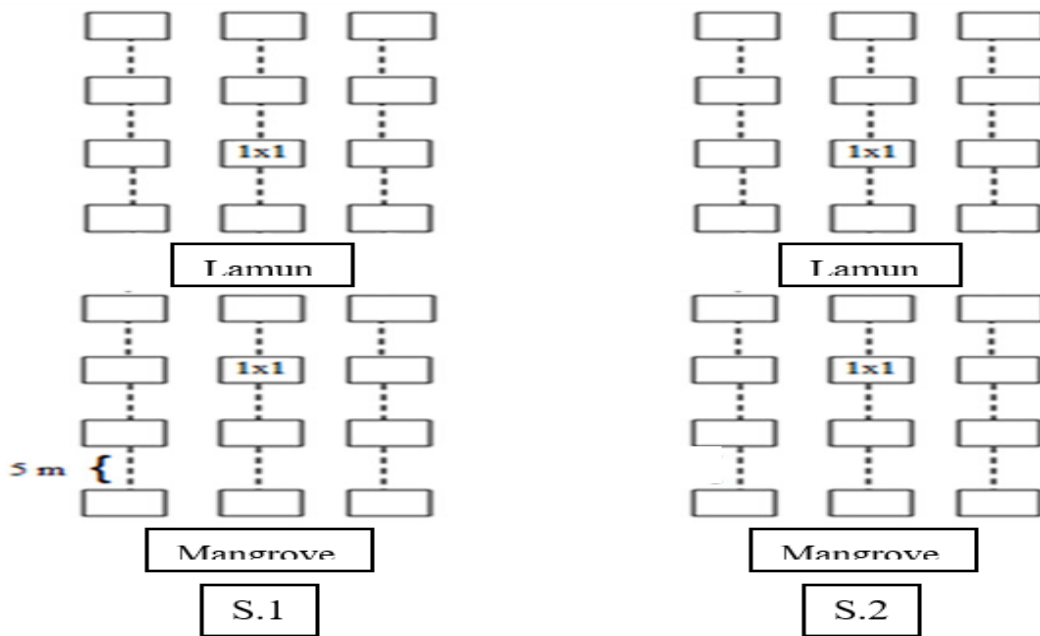 1x1 1x1
Lamun Lamun
1x1 1x1
5 m {
Mangrove Mangrove
S.1 S.2